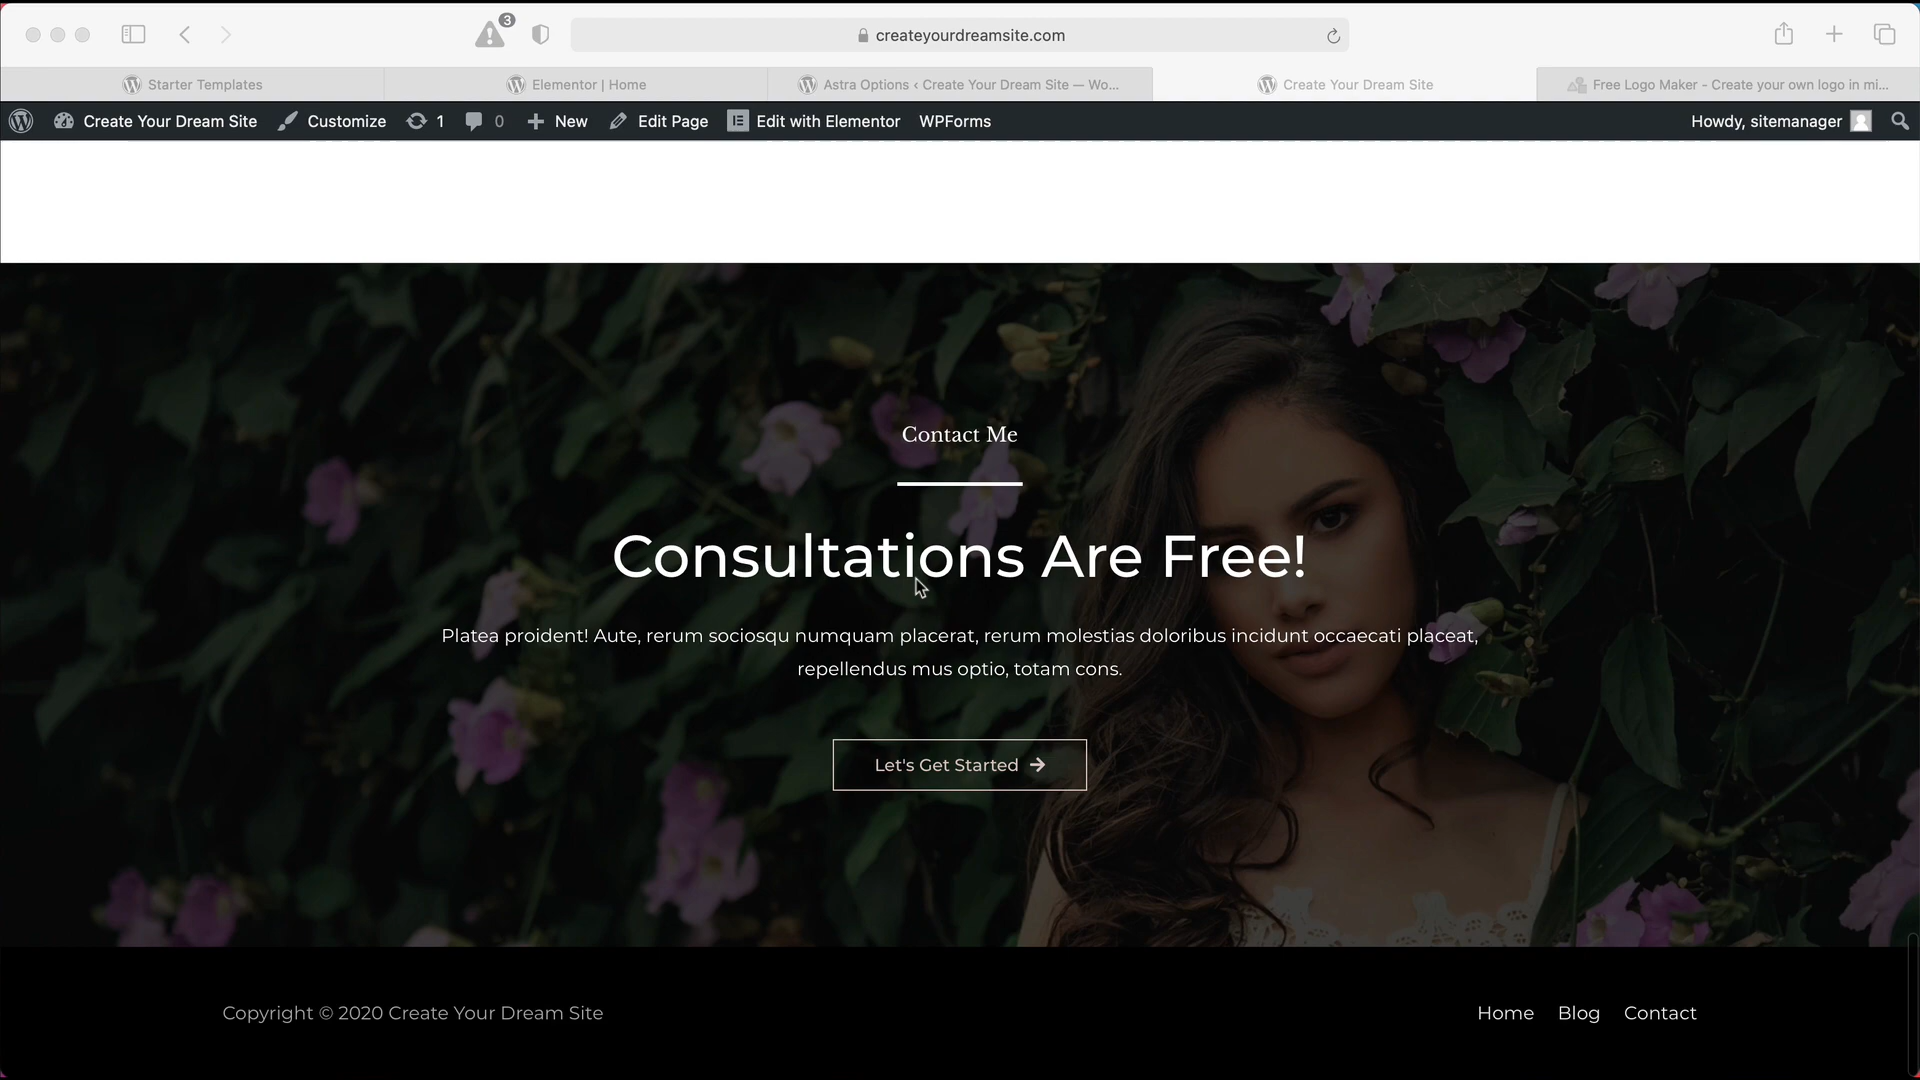 3
createyourdreamsite.com
Starter Templates
Elementor | Home
Astra Options ‹ Create Your Dream Site — Wo...
Create Your Dream Site
Free Logo Maker - Create your own logo in mi...
Create Your Dream Site
Customize
1
0
New
Edit Page
Edit with Elementor
WPForms
Howdy, sitemanager
Contact Me
Consultations Are Free!
Platea proident! Aute, rerum sociosqu numquam placerat, rerum molestias doloribus incidunt occaecati placeat,
repellendus mus optio, totam cons.
Let's Get Started
Copyright © 2020 Create Your Dream Site
Home Blog Contact